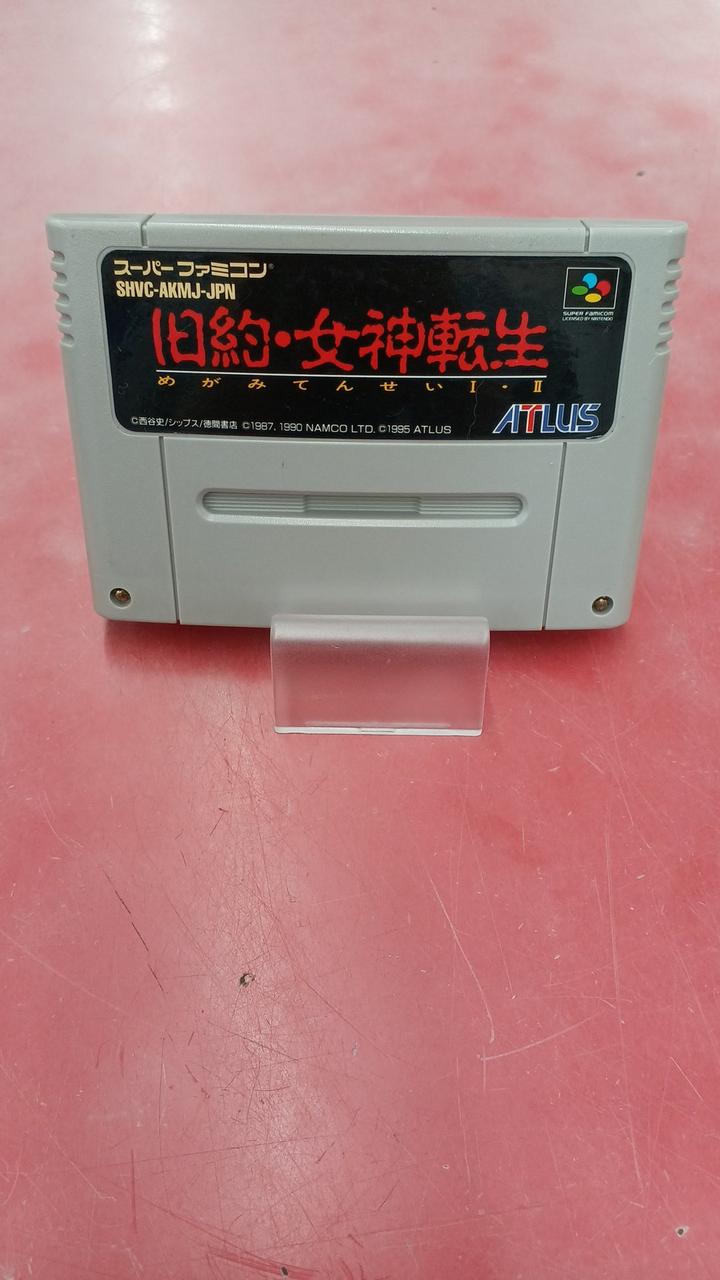 スーパーファミコン®
SHVC-AKMJ-JPN
SUPER FAMICOM
LICENSED BY NINTENDO
旧約・女神転生
めがみてんせいI・II
©西谷史/シップス/徳間書店 ©1987, 1990 NAMCO LTD. ©1995 ATLUS
ATLUS